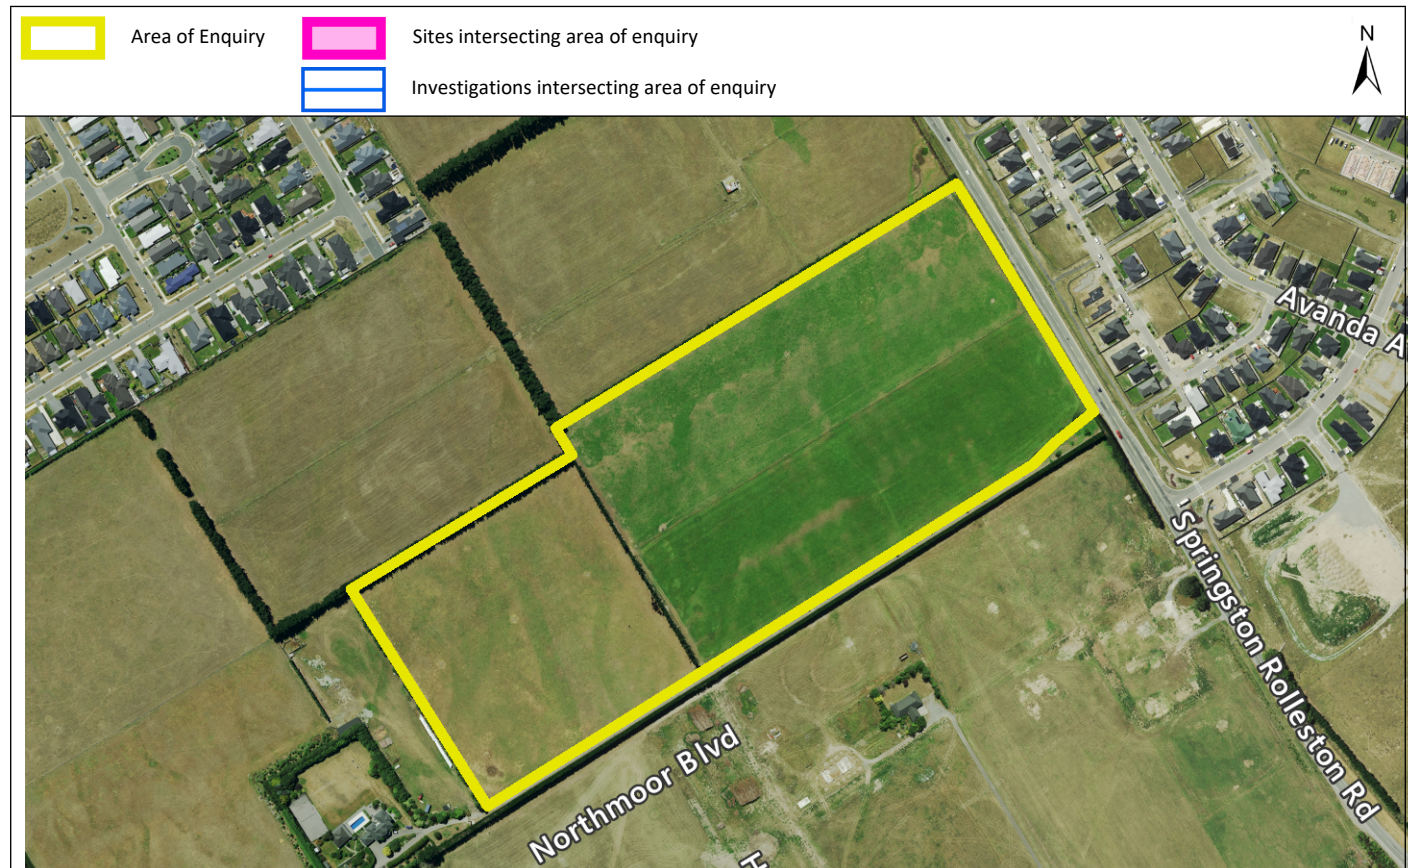 Area of Enquiry
Sites intersecting area of enquiry
N
Investigations intersecting area of enquiry
Avanda A
Springston Rolleston Rd
Northmoor Blvd
H